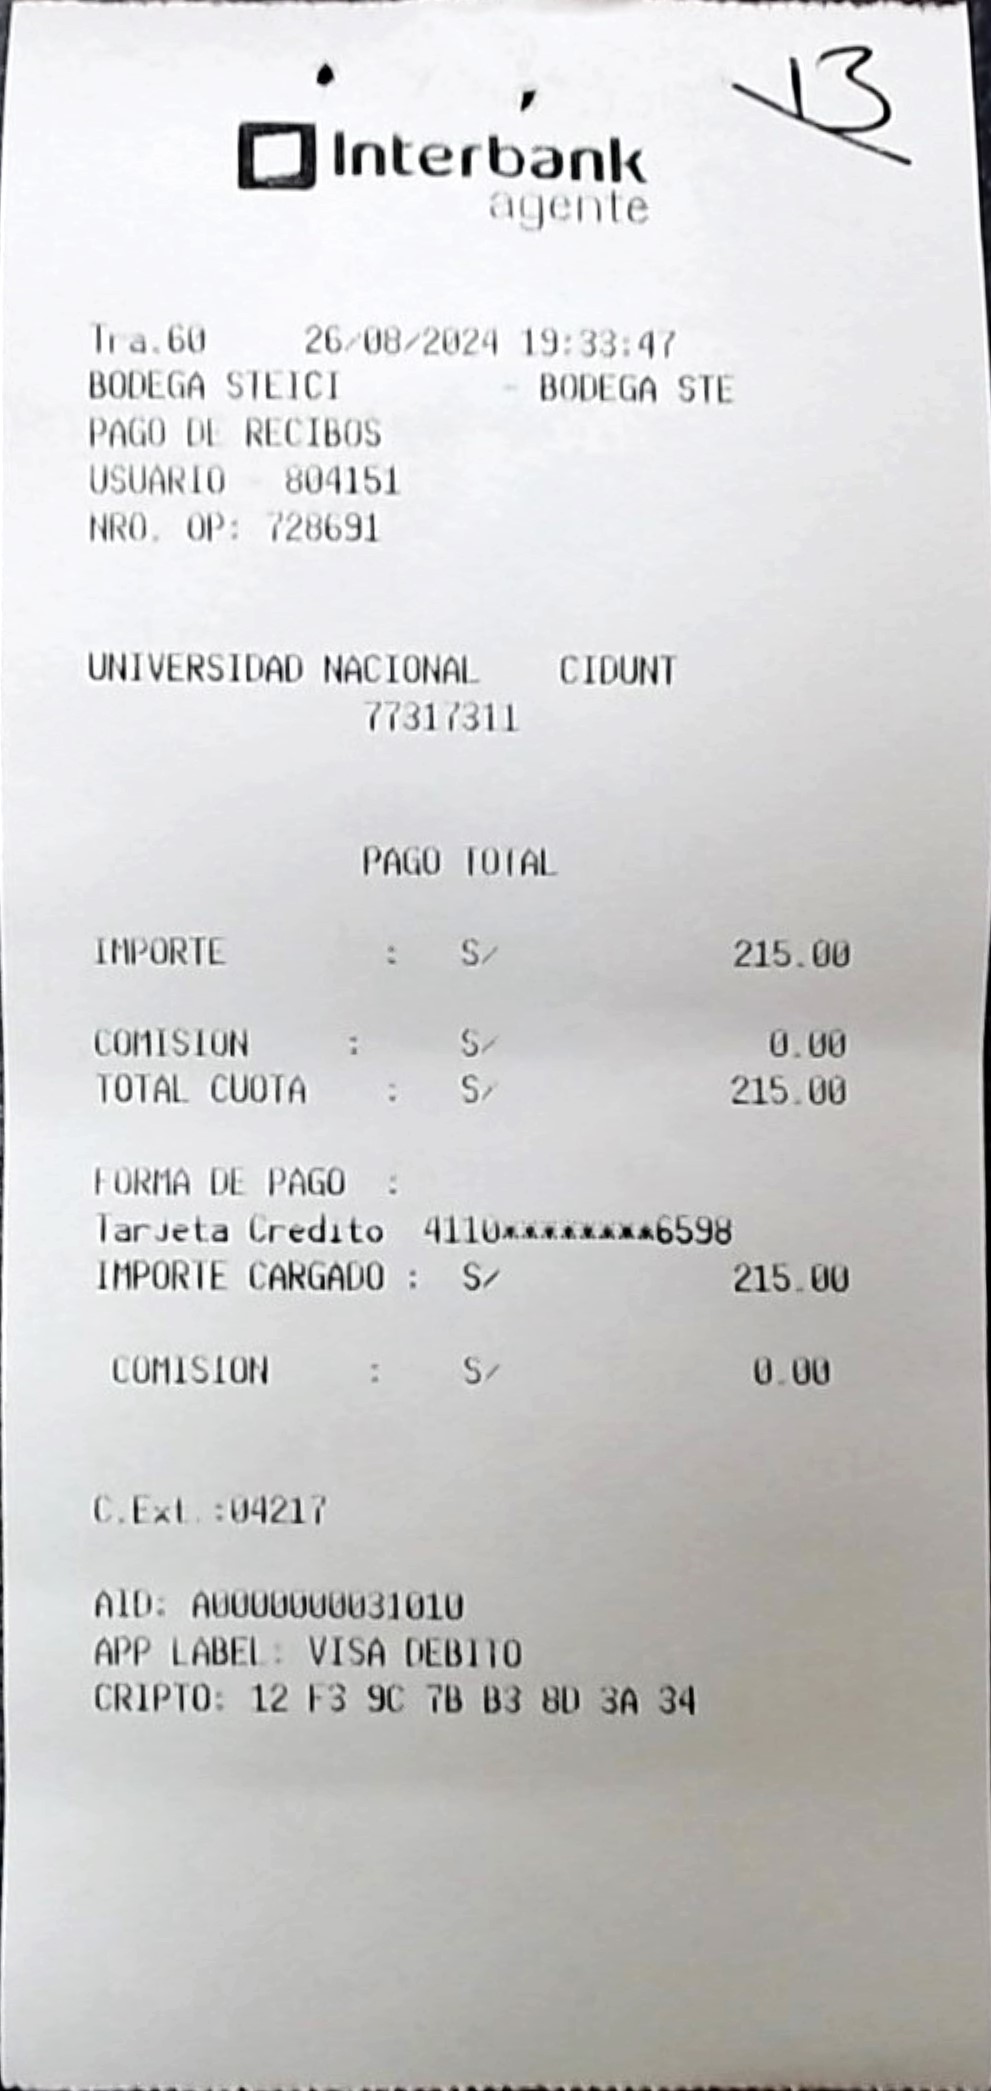 13
Interbank
agente
Tra.60 26/08/2024 19:33:47
BODEGA STEICI - BODEGA STE
PAGO DE RECIBOS
USUARIO 804151
NRO. OP: 728691
UNIVERSIDAD NACIONAL CIDUNT
77317311
PAGO TOTAL
IMPORTE : S/ 215.00
COMISION : S/ 0.00
TOTAL CUOTA : S/ 215.00
FORMA DE PAGO :
Tarjeta Credito 4110********6598
IMPORTE CARGADO : S/ 215.00
COMISION : S/ 0.00
C.Ext.:04217
AID: A0000000031010
APP LABEL: VISA DEBITO
CRIPTO: 12 F3 9C 7B B3 8D 3A 34